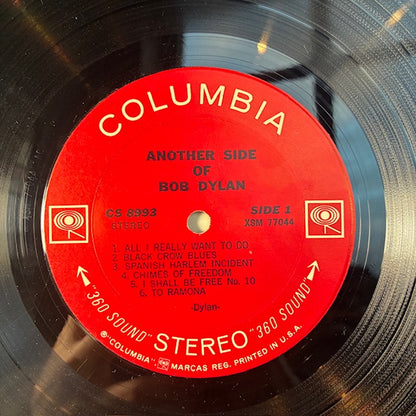 COLUMBIA
ANOTHER SIDE
OF
BOB DYLAN
CS 8993
SIDE 1
STEREO
XSM 77044
1. ALL I REALLY WANT TO DO
2. BLACK CROW BLUES
3. SPANISH HARLEM INCIDENT
4. CHIMES OF FREEDOM
5. I SHALL BE FREE No. 10
6. TO RAMONA
-Dylan-
"360 SOUND" STEREO "360 SOUND"
® "COLUMBIA" MARCAS REG. PRINTED IN U.S.A.